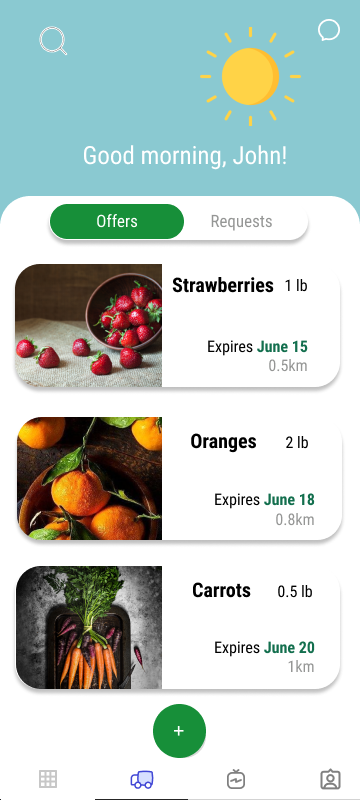 Good morning, John!
Offers Requests
Strawberries 1 lb
Expires June 15
0.5km
Oranges 2 lb
Expires June 18
0.8km
Carrots 0.5 lb
Expires June 20
1km
+